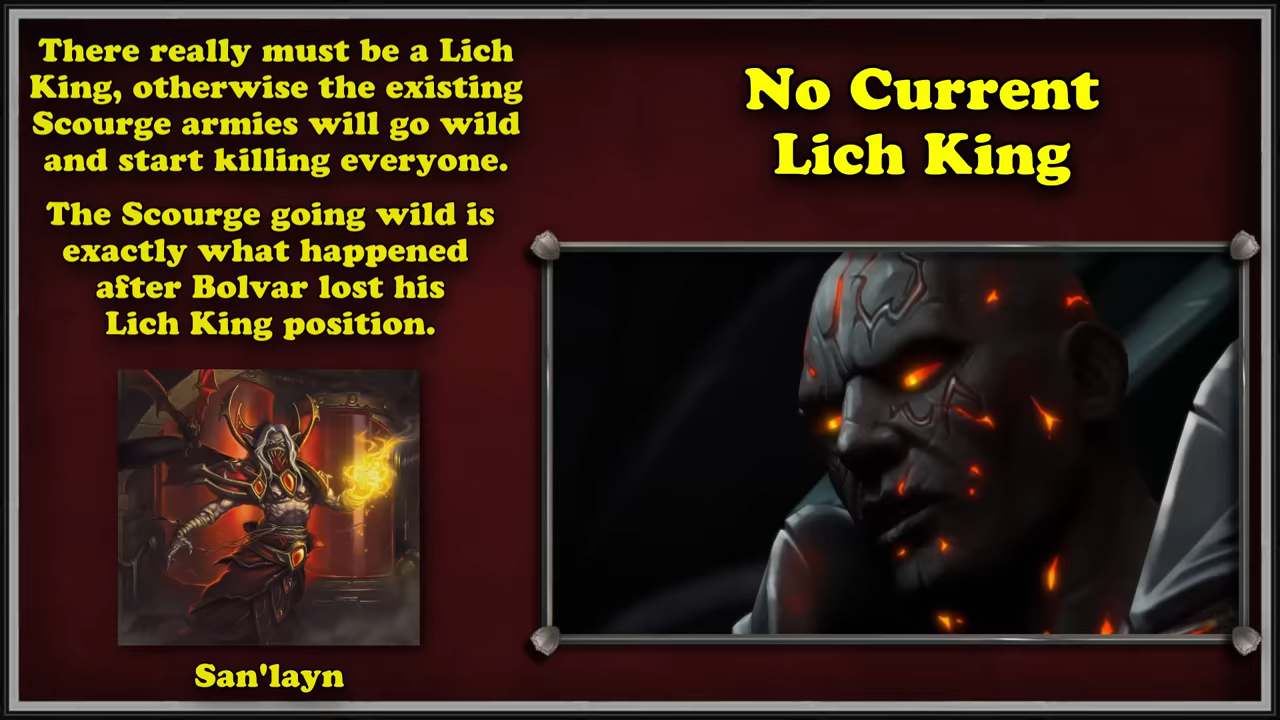 There really must be a Lich
King, otherwise the existing
Scourge armies will go wild
and start killing everyone.
The Scourge going wild is
exactly what happened
after Bolvar lost his
Lich King position.
San'layn
No Current
Lich King